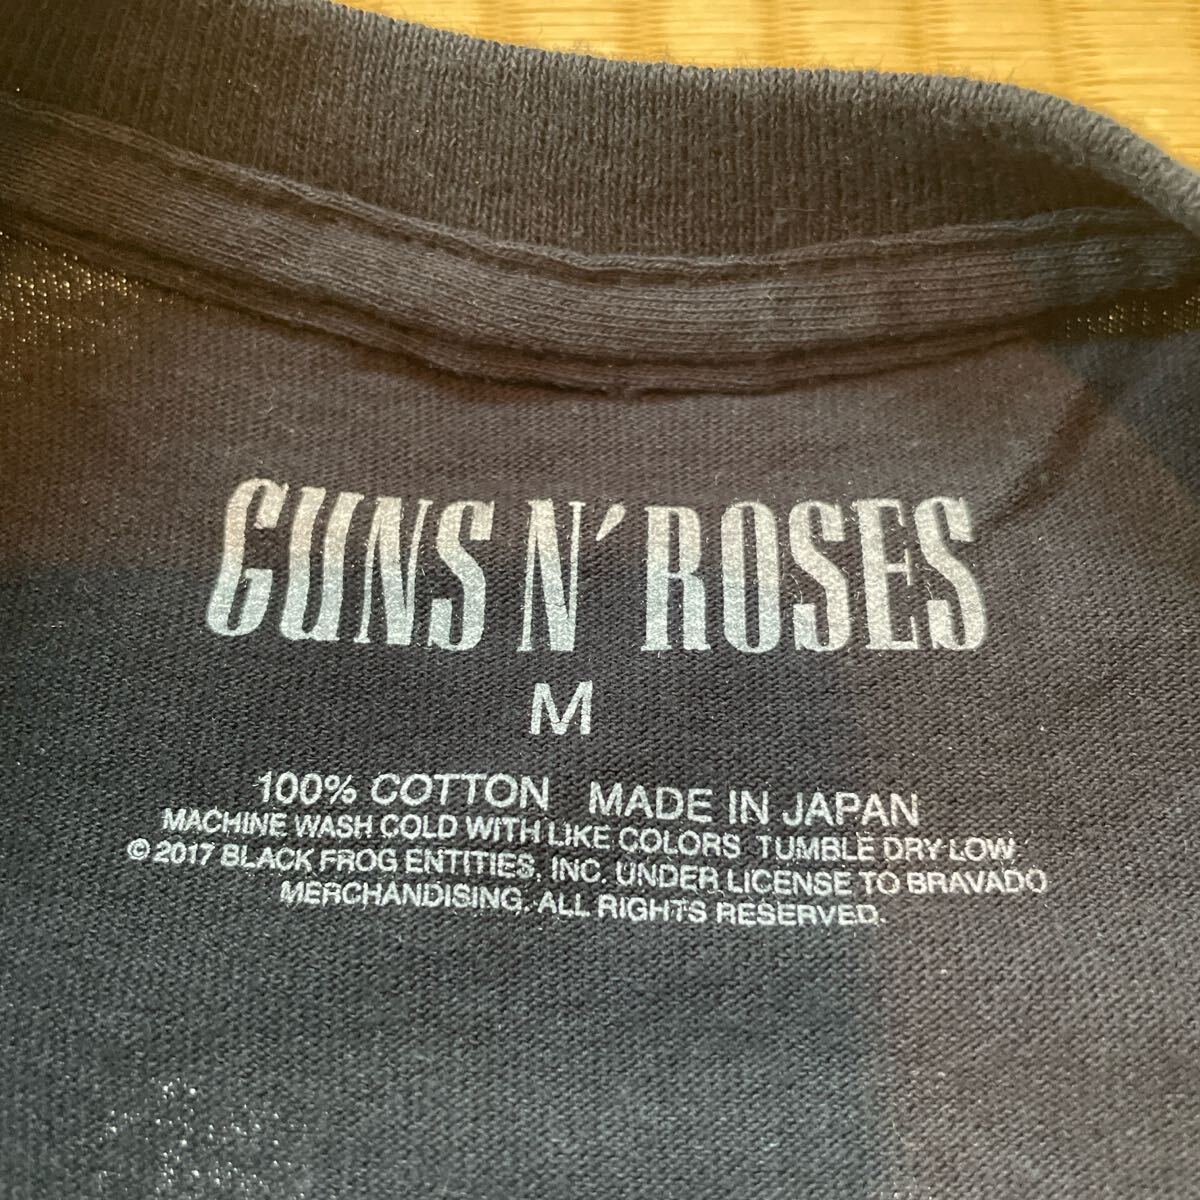 GUNS N' ROSES
M
100% COTTON MADE IN JAPAN
MACHINE WASH COLD WITH LIKE COLORS TUMBLE DRY LOW
© 2017 BLACK FROG ENTITIES, INC. UNDER LICENSE TO BRAVADO
MERCHANDISING. ALL RIGHTS RESERVED.